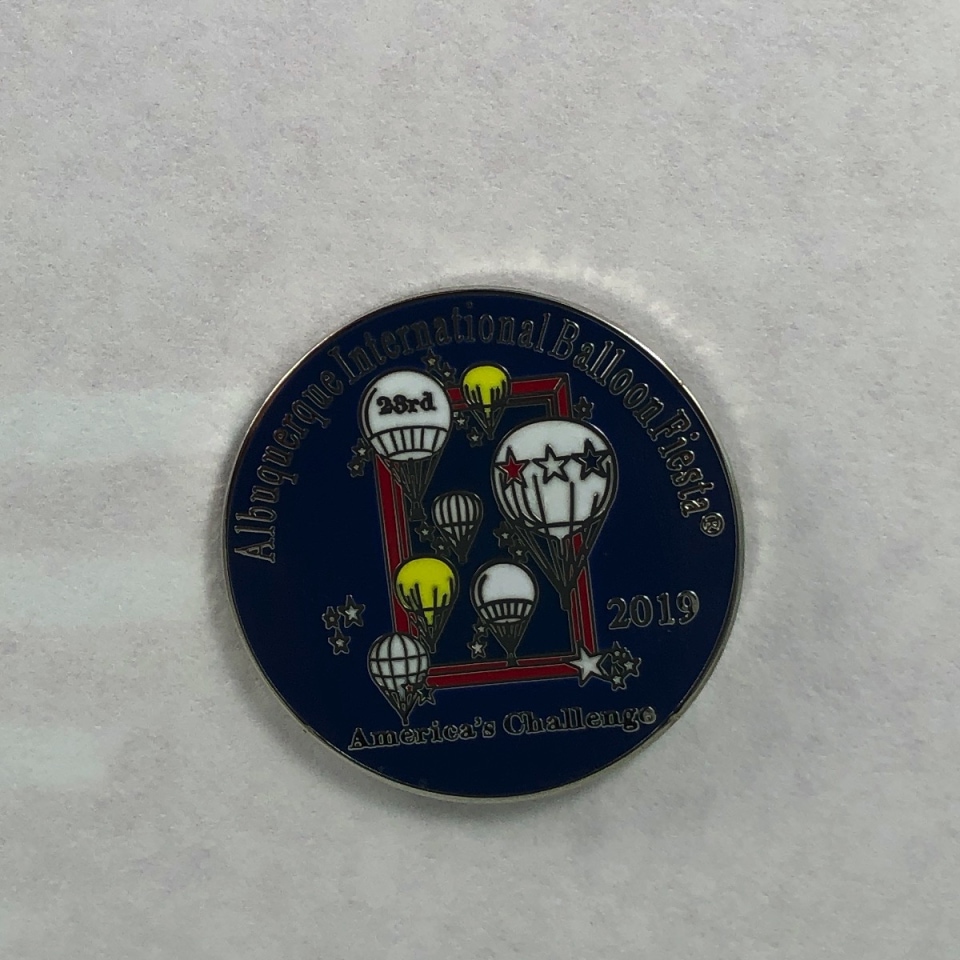 Albuquerque International Balloon Fiesta®
23rd
2019
America's Challenge®